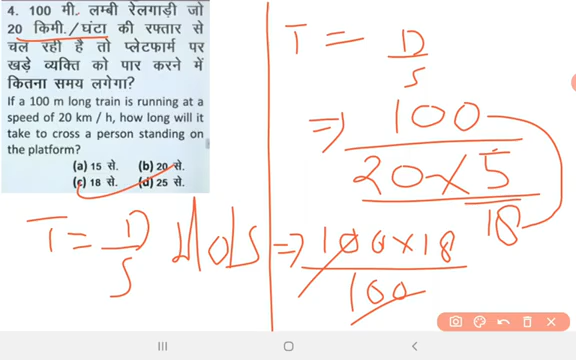 4. 100 मी. लम्बी रेलगाड़ी जो
20 किमी./घंटा की रफ्तार से
चल रही है तो प्लेटफार्म पर
खड़े व्यक्ति को पार करने में
कितना समय लगेगा?
If a 100 m long train is running at a
speed of 20 km / h, how long will it
take to cross a person standing on
the platform?
(a) 15 से. (b) 20 से.
(c) 18 से. (d) 25 से.
T = D
S
T = D
S
⇒ 100
20 × 5
18
⇒ 100 × 18
100